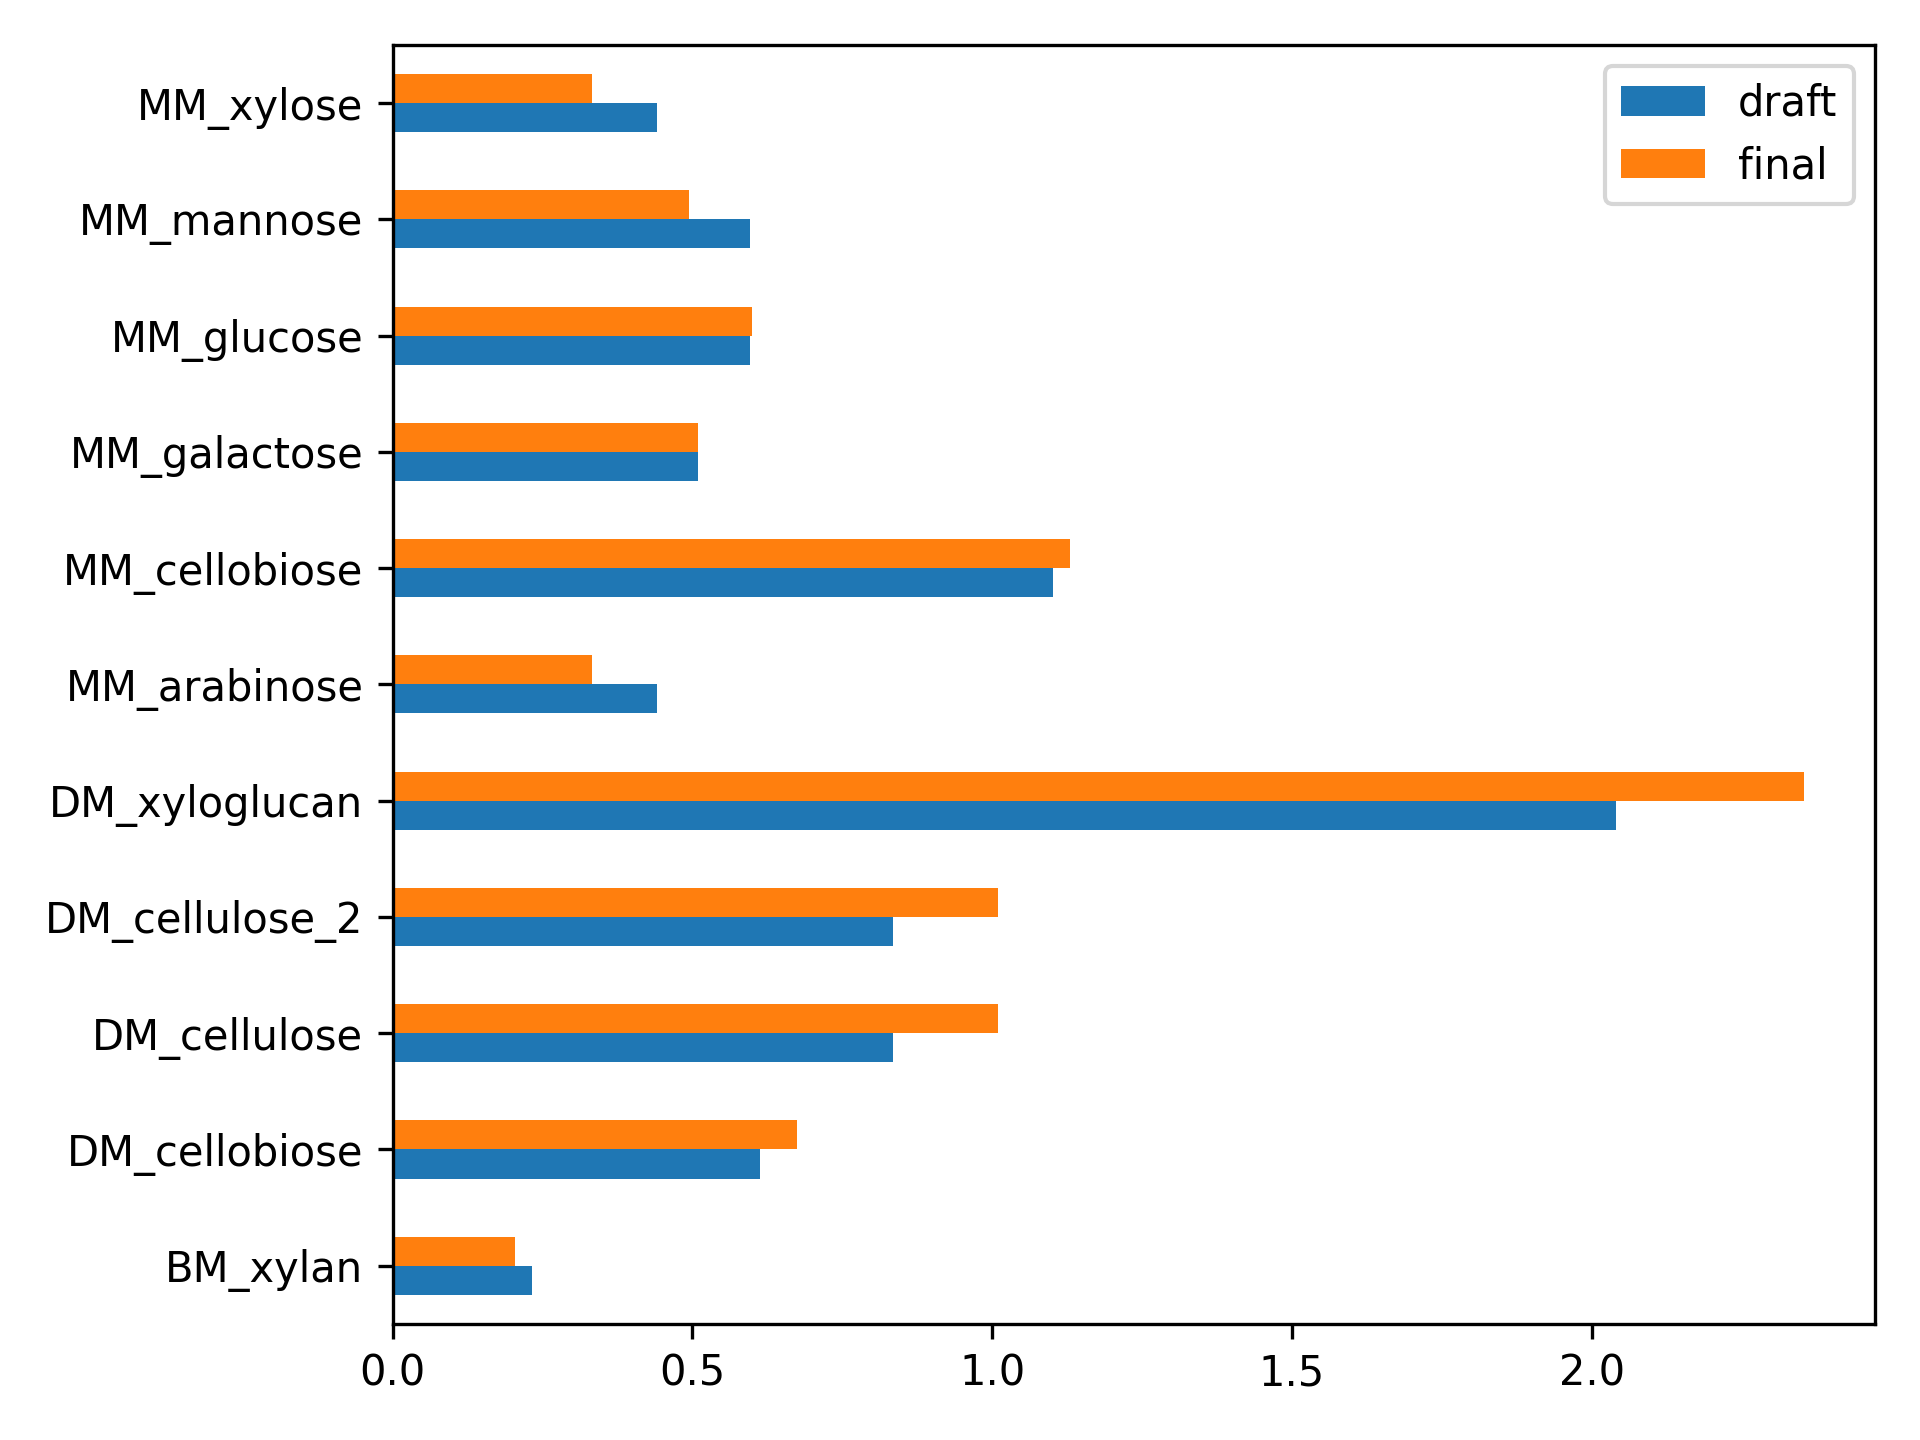 draft
final
MM_xylose
MM_mannose
MM_glucose
MM_galactose
MM_cellobiose
MM_arabinose
DM_xyloglucan
DM_cellulose_2
DM_cellulose
DM_cellobiose
BM_xylan
0.0 0.5 1.0 1.5 2.0